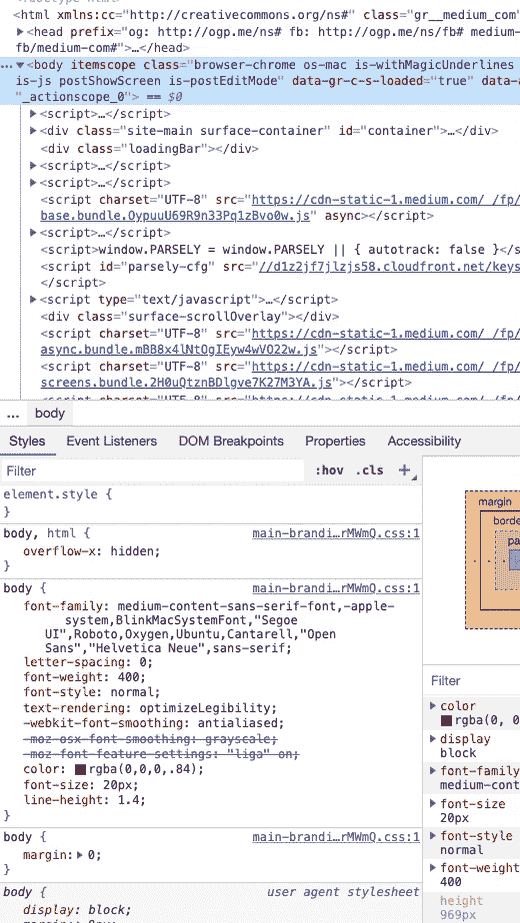 <html xmlns:cc="http://creativecommons.org/ns#" class="gr__medium_com"
▶<head prefix="og: http://ogp.me/ns# fb: http://ogp.me/ns/fb# medium-
fb/medium-com#">…</head>
…▼<body itemscope class="browser-chrome os-mac is-withMagicUnderlines
is-js postShowScreen is-postEditMode" data-gr-c-s-loaded="true" data-a
"_actionscope_0"> == $0
▶<script>…</script>
▶<div class="site-main surface-container" id="container">…</div>
<div class="loadingBar"></div>
▶<script>…</script>
▶<script>…</script>
<script charset="UTF-8" src="https://cdn-static-1.medium.com/_/fp/
base.bundle.OypuuU69R9n33Pq1zBvo0w.js" async></script>
▶<script>…</script>
<script>window.PARSELY = window.PARSELY || { autotrack: false }</s
<script id="parsely-cfg" src="//d1z2jf7jlzjs58.cloudfront.net/keys
</script>
▶<script type="text/javascript">…</script>
<div class="surface-scrollOverlay"></div>
<script charset="UTF-8" src="https://cdn-static-1.medium.com/_/fp/
async.bundle.mBB8x4lNtOgIEyw4wVO22w.js"></script>
<script charset="UTF-8" src="https://cdn-static-1.medium.com/_/fp/
screens.bundle.2H0uQtznBDlgve7K27M3YA.js"></script>
<script charset="UTF-8" src="https://cdn-static-1.medium.com/_/fp/
… body
Styles Event Listeners DOM Breakpoints Properties Accessibility
Filter :hov .cls +
element.style {
}
body, html { main-brandi…rMWmQ.css:1
overflow-x: hidden;
}
body { main-brandi…rMWmQ.css:1
font-family: medium-content-sans-serif-font,-apple-
system,BlinkMacSystemFont,"Segoe
UI",Roboto,Oxygen,Ubuntu,Cantarell,"Open
Sans","Helvetica Neue",sans-serif;
letter-spacing: 0;
font-weight: 400;
font-style: normal;
text-rendering: optimizeLegibility;
-webkit-font-smoothing: antialiased;
-moz-osx-font-smoothing: grayscale;
-moz-font-feature-settings: "liga" on;
color: rgba(0,0,0,.84);
font-size: 20px;
line-height: 1.4;
}
body { main-brandi…rMWmQ.css:1
margin:▶ 0;
}
body { user agent stylesheet
display: block;
margin: 8px;
margin
borde
pa
Filter
▶ color
rgba(0, 0
▶ display
block
▶ font-family
medium-cont
▶ font-size
20px
▶ font-style
normal
▶ font-weight
400
height
969px